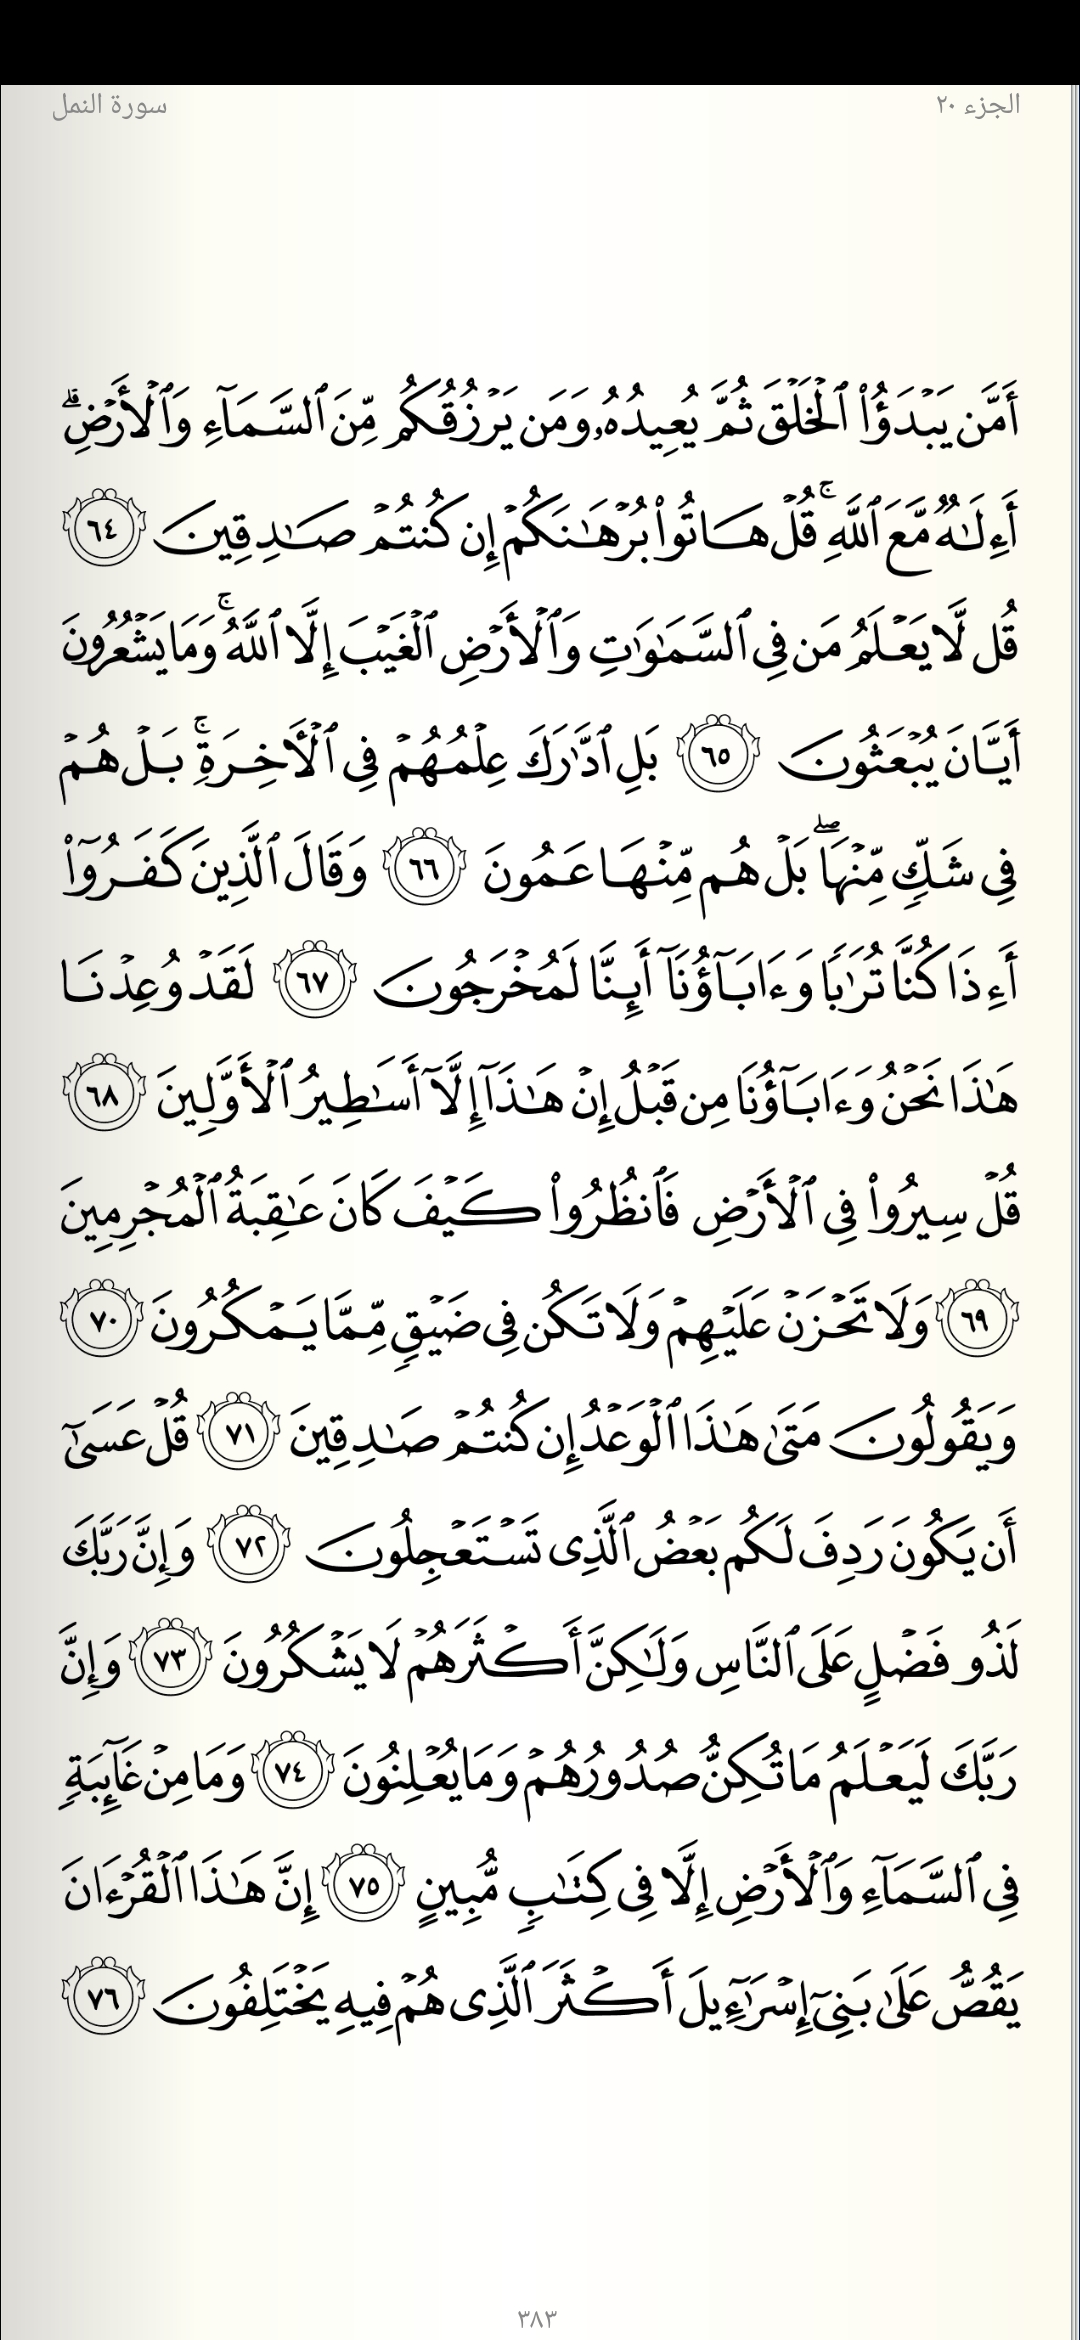 الجزء ٢٠
سورة النمل
أَمَّن يَبْدَؤُا۟ ٱلْخَلْقَ ثُمَّ يُعِيدُهُۥ وَمَن يَرْزُقُكُم مِّنَ ٱلسَّمَآءِ وَٱلْأَرْضِ ۗ
أَءِلَـٰهٌ مَّعَ ٱللَّهِ ۚ قُلْ هَاتُوا۟ بُرْهَـٰنَكُمْ إِن كُنتُمْ صَـٰدِقِينَ ٦٤
قُل لَّا يَعْلَمُ مَن فِى ٱلسَّمَـٰوَٰتِ وَٱلْأَرْضِ ٱلْغَيْبَ إِلَّا ٱللَّهُ ۚ وَمَا يَشْعُرُونَ
أَيَّانَ يُبْعَثُونَ ٦٥ بَلِ ٱدَّٰرَكَ عِلْمُهُمْ فِى ٱلْـَٔاخِرَةِ ۚ بَلْ هُمْ
فِى شَكٍّ مِّنْهَا ۖ بَلْ هُم مِّنْهَا عَمُونَ ٦٦ وَقَالَ ٱلَّذِينَ كَفَرُوٓا۟
أَءِذَا كُنَّا تُرَٰبًا وَءَابَآؤُنَآ أَئِنَّا لَمُخْرَجُونَ ٦٧ لَقَدْ وُعِدْنَا
هَـٰذَا نَحْنُ وَءَابَآؤُنَا مِن قَبْلُ إِنْ هَـٰذَآ إِلَّآ أَسَـٰطِيرُ ٱلْأَوَّلِينَ ٦٨
قُلْ سِيرُوا۟ فِى ٱلْأَرْضِ فَٱنظُرُوا۟ كَيْفَ كَانَ عَـٰقِبَةُ ٱلْمُجْرِمِينَ
٦٩ وَلَا تَحْزَنْ عَلَيْهِمْ وَلَا تَكُن فِى ضَيْقٍ مِّمَّا يَمْكُرُونَ ٧٠
وَيَقُولُونَ مَتَىٰ هَـٰذَا ٱلْوَعْدُ إِن كُنتُمْ صَـٰدِقِينَ ٧١ قُلْ عَسَىٰٓ
أَن يَكُونَ رَدِفَ لَكُم بَعْضُ ٱلَّذِى تَسْتَعْجِلُونَ ٧٢ وَإِنَّ رَبَّكَ
لَذُو فَضْلٍ عَلَى ٱلنَّاسِ وَلَـٰكِنَّ أَكْثَرَهُمْ لَا يَشْكُرُونَ ٧٣ وَإِنَّ
رَبَّكَ لَيَعْلَمُ مَا تُكِنُّ صُدُورُهُمْ وَمَا يُعْلِنُونَ ٧٤ وَمَا مِنْ غَآئِبَةٍ
فِى ٱلسَّمَآءِ وَٱلْأَرْضِ إِلَّا فِى كِتَـٰبٍ مُّبِينٍ ٧٥ إِنَّ هَـٰذَا ٱلْقُرْءَانَ
يَقُصُّ عَلَىٰ بَنِىٓ إِسْرَٰٓءِيلَ أَكْثَرَ ٱلَّذِى هُمْ فِيهِ يَخْتَلِفُونَ ٧٦
٣٨٣